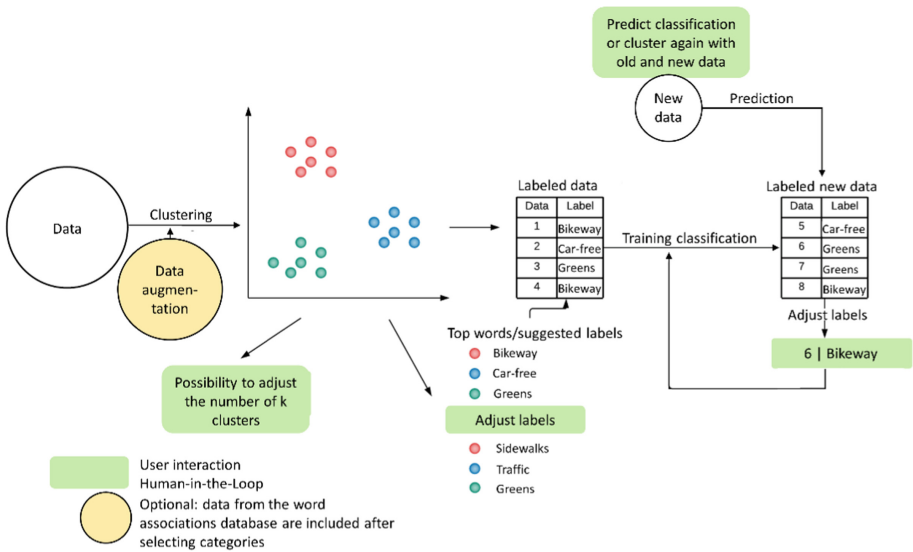 Predict classification
or cluster again with
old and new data
New
data
Prediction
Data
Clustering
Data
augmen-
tation
Labeled data
Data Label
1 Bikeway
2 Car-free
3 Greens
4 Bikeway
Training classification
Labeled new data
Data Label
5 Car-free
6 Greens
7 Greens
8 Bikeway
Adjust labels
6 | Bikeway
Top words/suggested labels
Bikeway
Car-free
Greens
Adjust labels
Sidewalks
Traffic
Greens
Possibility to adjust
the number of k
clusters
User interaction
Human-in-the-Loop
Optional: data from the word
associations database are included after
selecting categories